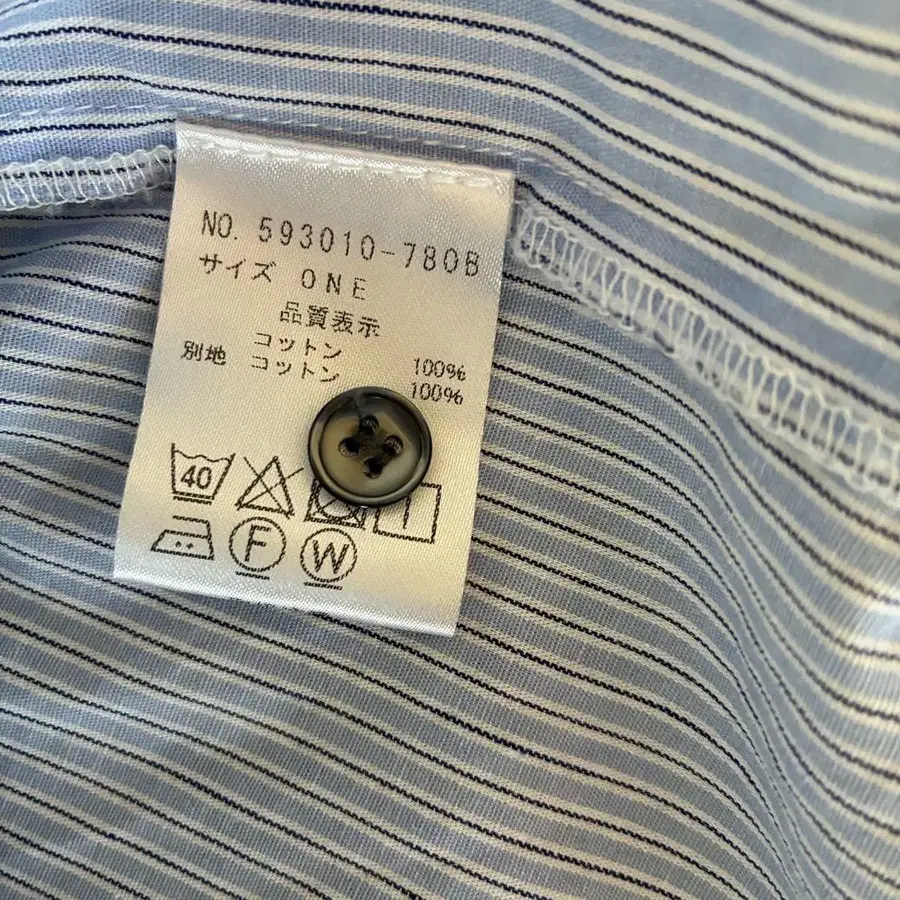 NO. 593010-780B
サイズ ONE
品質表示
コットン 100%
別地 コットン 100%
40
F W